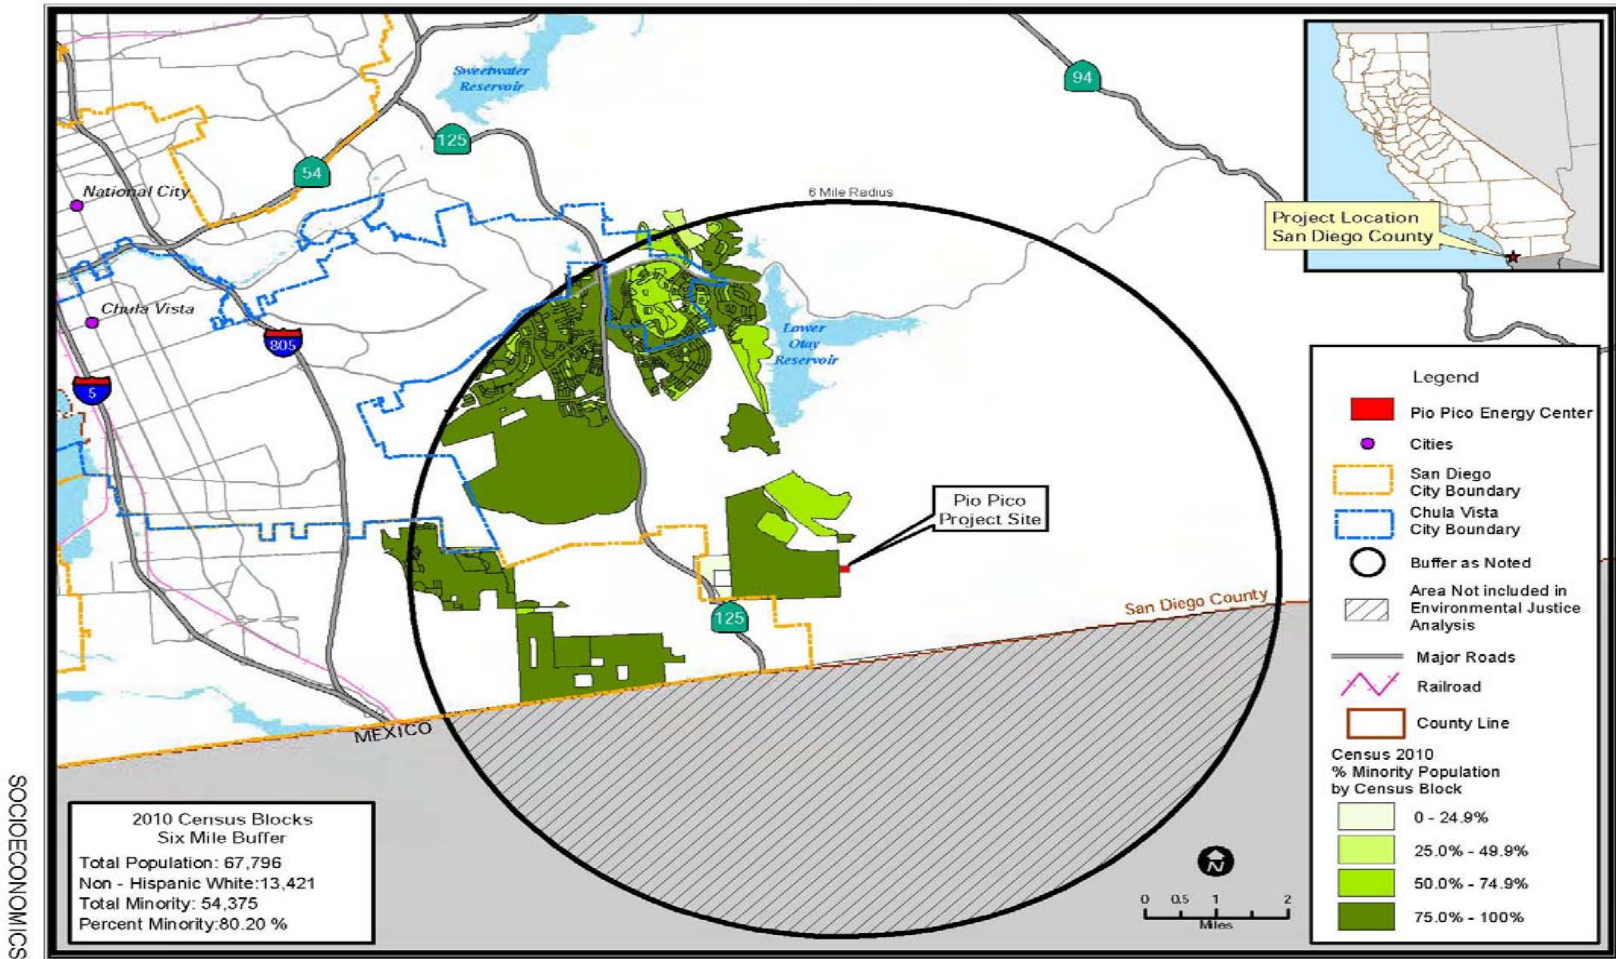 Sweetwater
Reservoir
94
125
54
National City
6 Mile Radius
Project Location
San Diego County
Chula Vista
805
Lower
Otay
Reservoir
5
Legend
Pio Pico Energy Center
Cities
San Diego
City Boundary
Chula Vista
City Boundary
Buffer as Noted
Area Not included in
Environmental Justice
Analysis
Major Roads
Railroad
County Line
Census 2010
% Minority Population
by Census Block
0 - 24.9%
25.0% - 49.9%
50.0% - 74.9%
75.0% - 100%
Pio Pico
Project Site
San Diego County
125
MEXICO
2010 Census Blocks
Six Mile Buffer
Total Population: 67,796
Non - Hispanic White:13,421
Total Minority: 54,375
Percent Minority:80.20 %
N
0 0.5 1 2
Miles
SOCIOECONOMICS